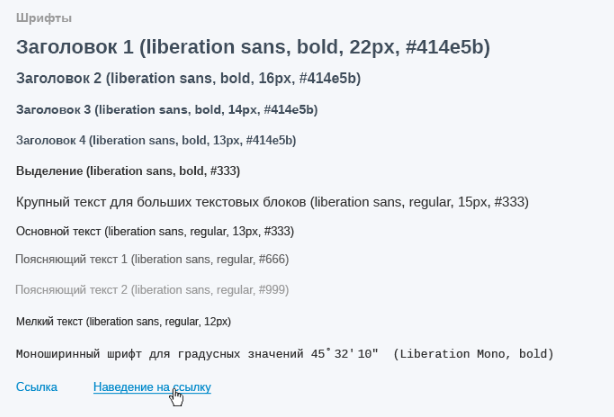 Шрифты
Заголовок 1 (liberation sans, bold, 22px, #414e5b)
Заголовок 2 (liberation sans, bold, 16px, #414e5b)
Заголовок 3 (liberation sans, bold, 14px, #414e5b)
Заголовок 4 (liberation sans, bold, 13px, #414e5b)
Выделение (liberation sans, bold, #333)
Крупный текст для больших текстовых блоков (liberation sans, regular, 15px, #333)
Основной текст (liberation sans, regular, 13px, #333)
Поясняющий текст 1 (liberation sans, regular, #666)
Поясняющий текст 2 (liberation sans, regular, #999)
Мелкий текст (liberation sans, regular, 12px)
Моноширинный шрифт для градусных значений 45˚32'10" (Liberation Mono, bold)
Ссылка Наведение на ссылку